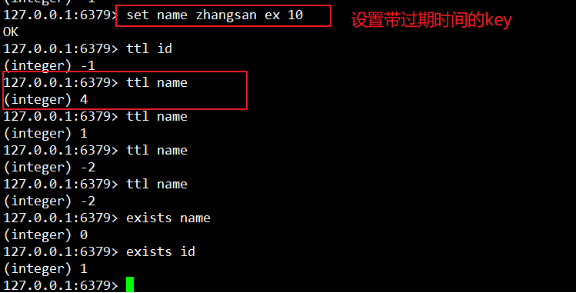 127.0.0.1:6379> set name zhangsan ex 10 设置带过期时间的key
OK
127.0.0.1:6379> ttl id
(integer) -1
127.0.0.1:6379> ttl name
(integer) 4
127.0.0.1:6379> ttl name
(integer) 1
127.0.0.1:6379> ttl name
(integer) -2
127.0.0.1:6379> ttl name
(integer) -2
127.0.0.1:6379> exists name
(integer) 0
127.0.0.1:6379> exists id
(integer) 1
127.0.0.1:6379>